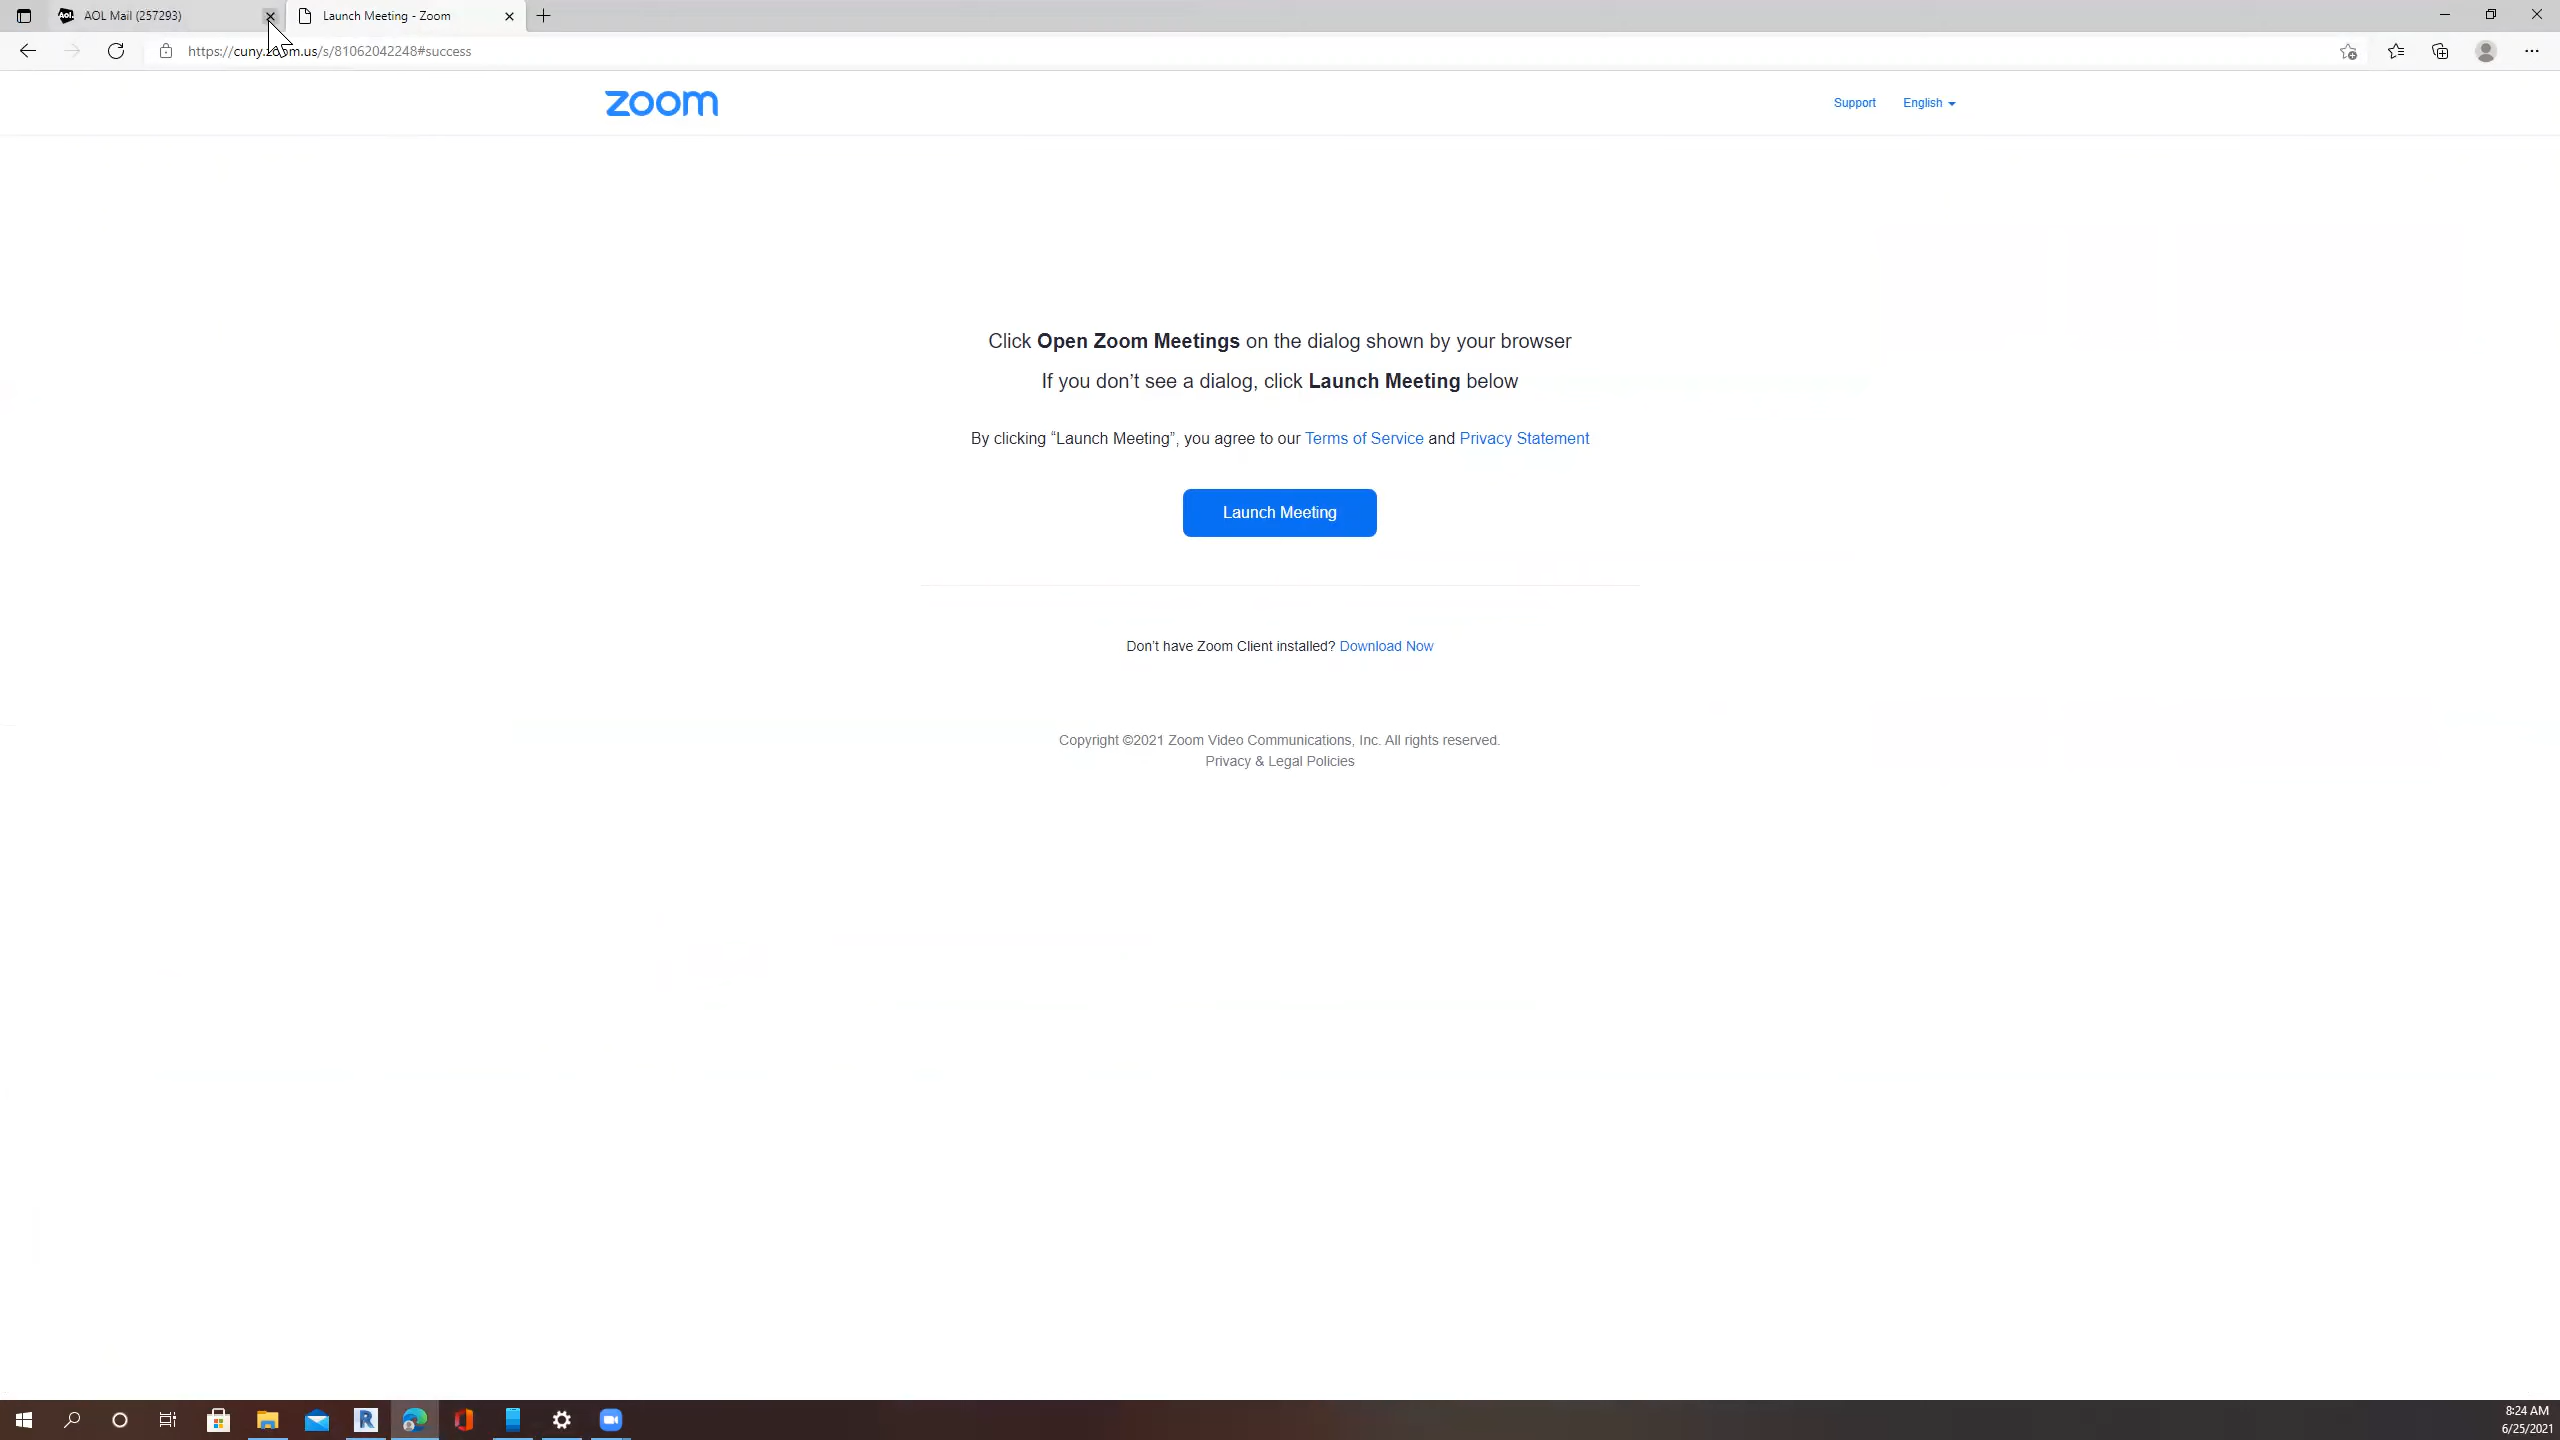 AOL Mail (257293)
Launch Meeting - Zoom
https://cuny.zoom.us/s/81062042248#success
zoom
Support
English
Click Open Zoom Meetings on the dialog shown by your browser
If you don’t see a dialog, click Launch Meeting below
By clicking “Launch Meeting”, you agree to our Terms of Service and Privacy Statement
Launch Meeting
Don’t have Zoom Client installed? Download Now
Copyright ©2021 Zoom Video Communications, Inc. All rights reserved.
Privacy & Legal Policies
8:24 AM
6/25/2021